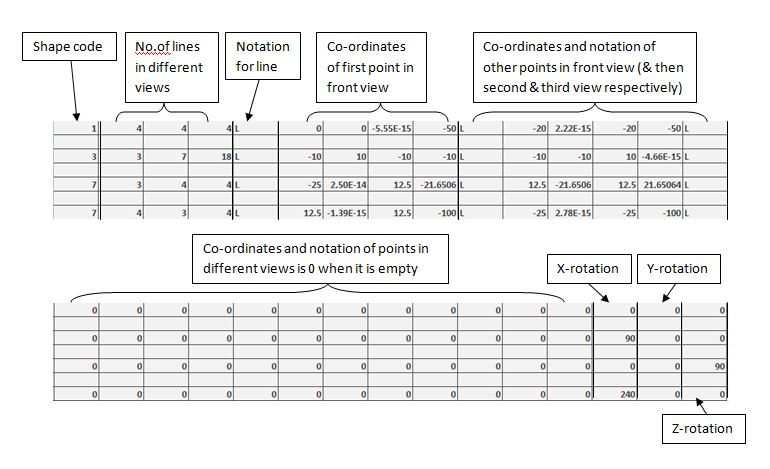 Shape code
No.of lines
in different
views
Notation
for line
Co-ordinates
of first point in
front view
Co-ordinates and notation of
other points in front view (& then
second & third view respectively)
1 4 4 4 L 0 0 -5.55E-15 -50 L -20 2.22E-15 -20 -50 L
3 3 7 18 L -10 10 -10 -10 L -10 -10 10 -4.66E-15 L
7 3 4 4 L -25 2.50E-14 12.5 -21.6506 L 12.5 -21.6506 12.5 21.65064 L
7 4 3 4 L 12.5 -1.39E-15 12.5 -100 L -25 2.78E-15 -25 -100 L
Co-ordinates and notation of points in
different views is 0 when it is empty
X-rotation
Y-rotation
0 0 0 0 0 0 0 0 0 0 0 0 0 0
0 0 0 0 0 0 0 0 0 0 0 90 0 0
0 0 0 0 0 0 0 0 0 0 0 0 0 90
0 0 0 0 0 0 0 0 0 0 0 240 0 0
Z-rotation